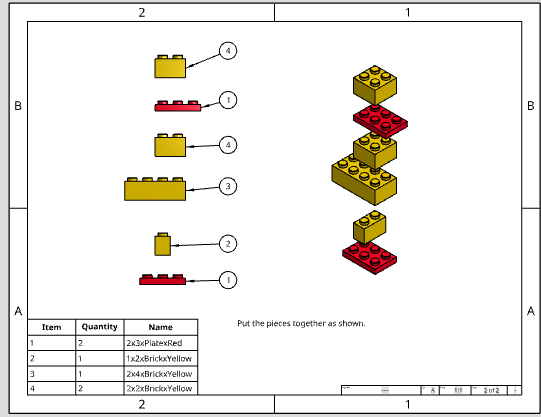 2 1
B B
4
1
4
3
2
1
A A
Put the pieces together as shown.
Item Quantity Name
1 2 2x3xPlatexRed
2 1 1x2xBrickxYellow
3 1 2x4xBrickxYellow
4 2 2x2xBrickxYellow
A 1:1 2 of 2
2 1